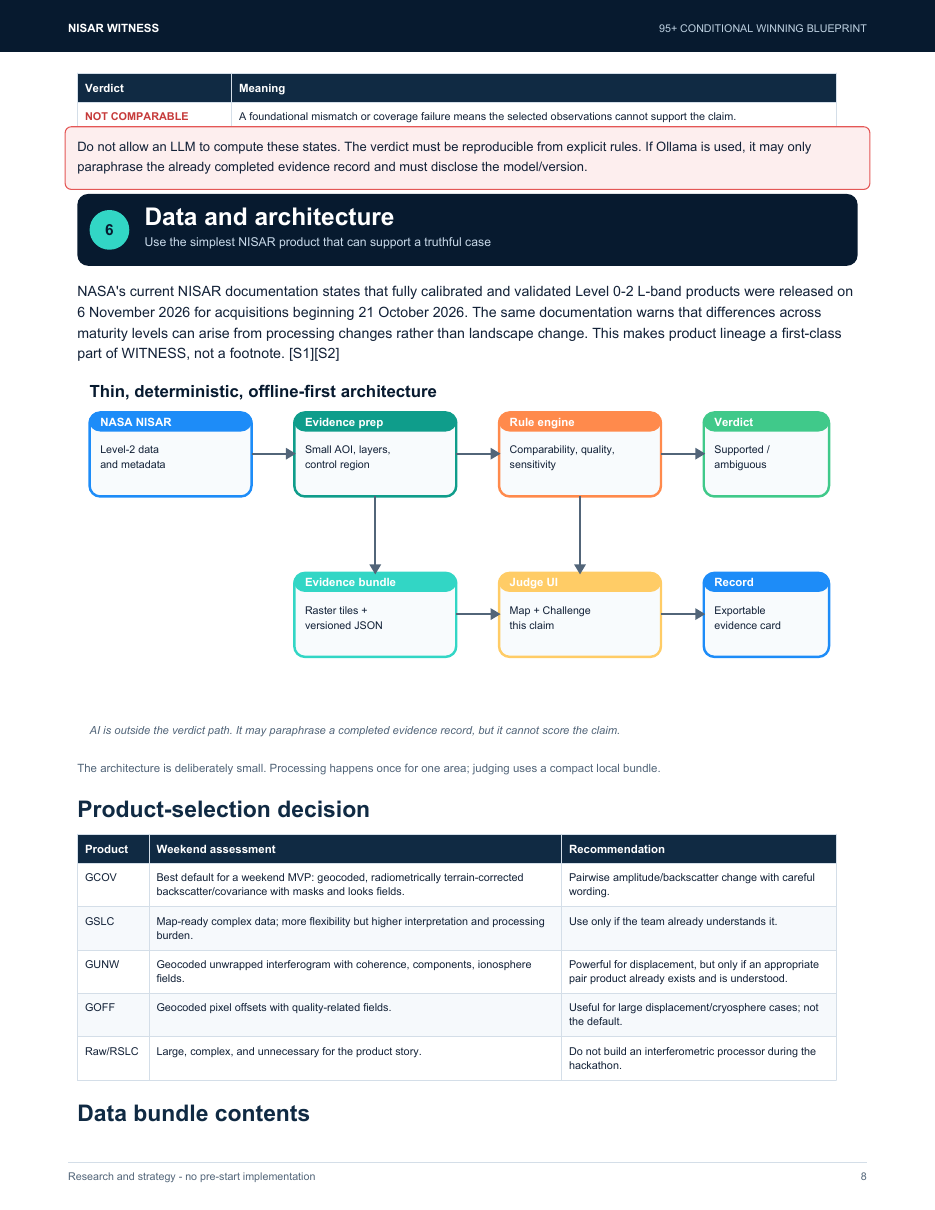 NISAR WITNESS
95+ CONDITIONAL WINNING BLUEPRINT
Verdict
Meaning
NOT COMPARABLE
A foundational mismatch or coverage failure means the selected observations cannot support the claim.
Do not allow an LLM to compute these states. The verdict must be reproducible from explicit rules. If Ollama is used, it may only
paraphrase the already completed evidence record and must disclose the model/version.
6
Data and architecture
Use the simplest NISAR product that can support a truthful case
NASA's current NISAR documentation states that fully calibrated and validated Level 0-2 L-band products were released on
6 November 2026 for acquisitions beginning 21 October 2026. The same documentation warns that differences across
maturity levels can arise from processing changes rather than landscape change. This makes product lineage a first-class
part of WITNESS, not a footnote. [S1][S2]
Thin, deterministic, offline-first architecture
NASA NISAR
Level-2 data
and metadata
Evidence prep
Small AOI, layers,
control region
Rule engine
Comparability, quality,
sensitivity
Verdict
Supported /
ambiguous
Evidence bundle
Raster tiles +
versioned JSON
Judge UI
Map + Challenge
this claim
Record
Exportable
evidence card
AI is outside the verdict path. It may paraphrase a completed evidence record, but it cannot score the claim.
The architecture is deliberately small. Processing happens once for one area; judging uses a compact local bundle.
Product-selection decision
Product
Weekend assessment
Recommendation
GCOV
Best default for a weekend MVP: geocoded, radiometrically terrain-corrected
backscatter/covariance with masks and looks fields.
Pairwise amplitude/backscatter change with careful
wording.
GSLC
Map-ready complex data; more flexibility but higher interpretation and processing
burden.
Use only if the team already understands it.
GUNW
Geocoded unwrapped interferogram with coherence, components, ionosphere
fields.
Powerful for displacement, but only if an appropriate
pair product already exists and is understood.
GOFF
Geocoded pixel offsets with quality-related fields.
Useful for large displacement/cryosphere cases; not
the default.
Raw/RSLC
Large, complex, and unnecessary for the product story.
Do not build an interferometric processor during the
hackathon.
Data bundle contents
Research and strategy - no pre-start implementation
8